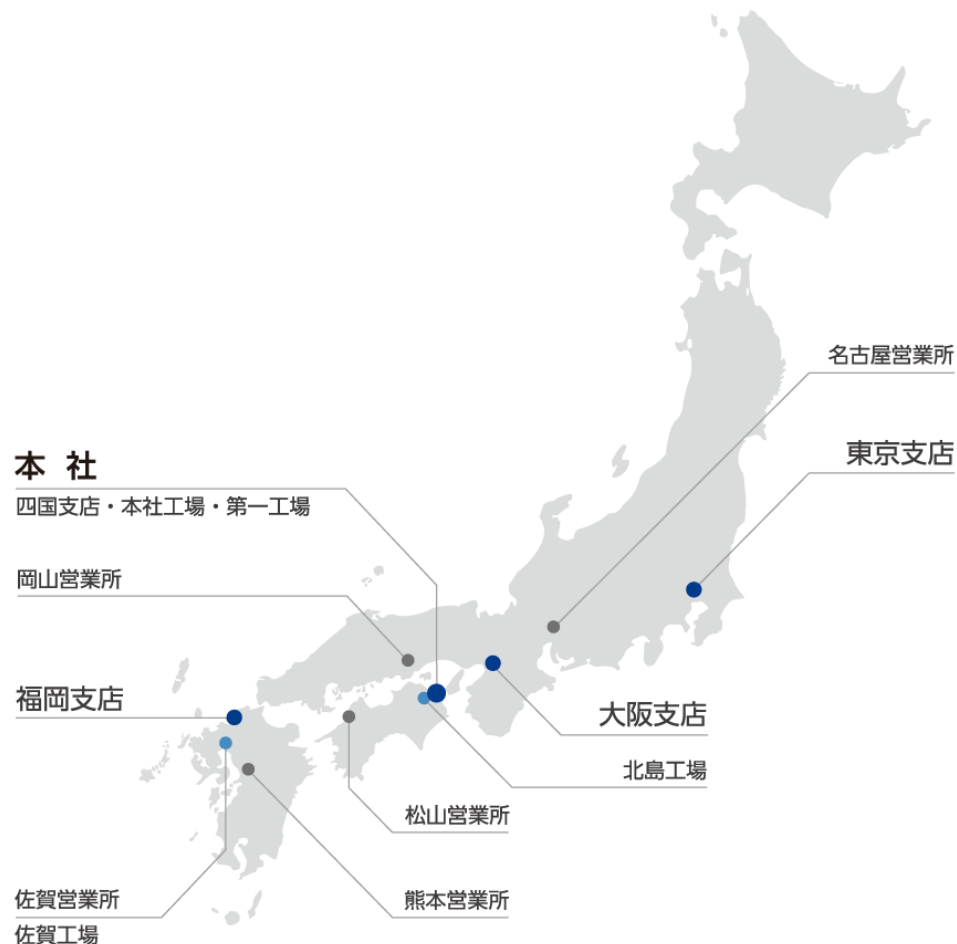 名古屋営業所
東京支店
本 社
四国支店・本社工場・第一工場
岡山営業所
福岡支店
大阪支店
北島工場
松山営業所
佐賀営業所
佐賀工場
熊本営業所